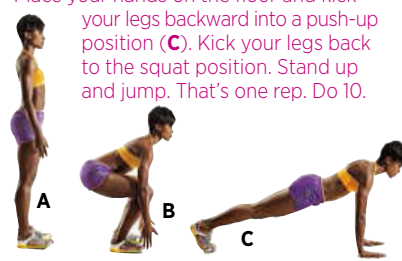 your legs backward into a push-up
position (C). Kick your legs back
to the squat position. Stand up
and jump. That's one rep. Do 10.
A
B
C